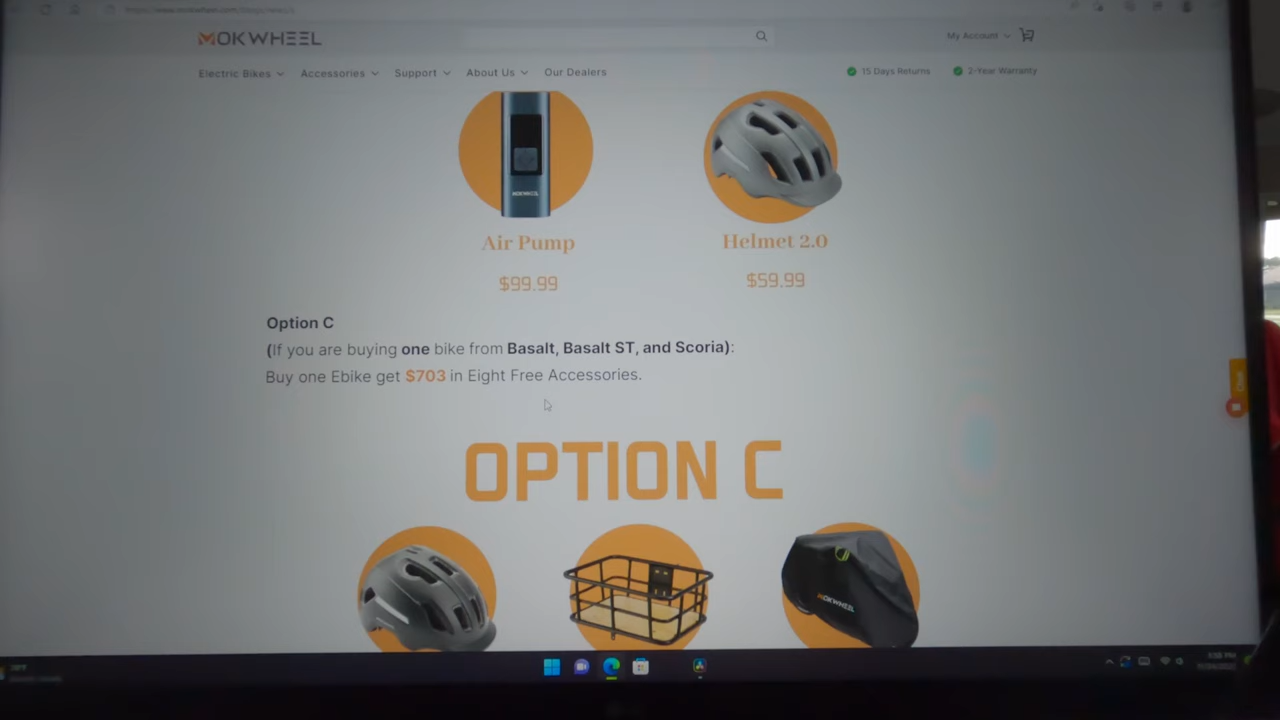 MOKWHEEL
My Account
Electric Bikes
Accessories
Support
About Us
Our Dealers
15 Days Returns
2-Year Warranty
MOKWHEEL
Air Pump
Helmet 2.0
$99.99
$59.99
Option C
(If you are buying one bike from Basalt, Basalt ST, and Scoria):
Buy one Ebike get $703 in Eight Free Accessories.
OPTION C
MOKWHEEL